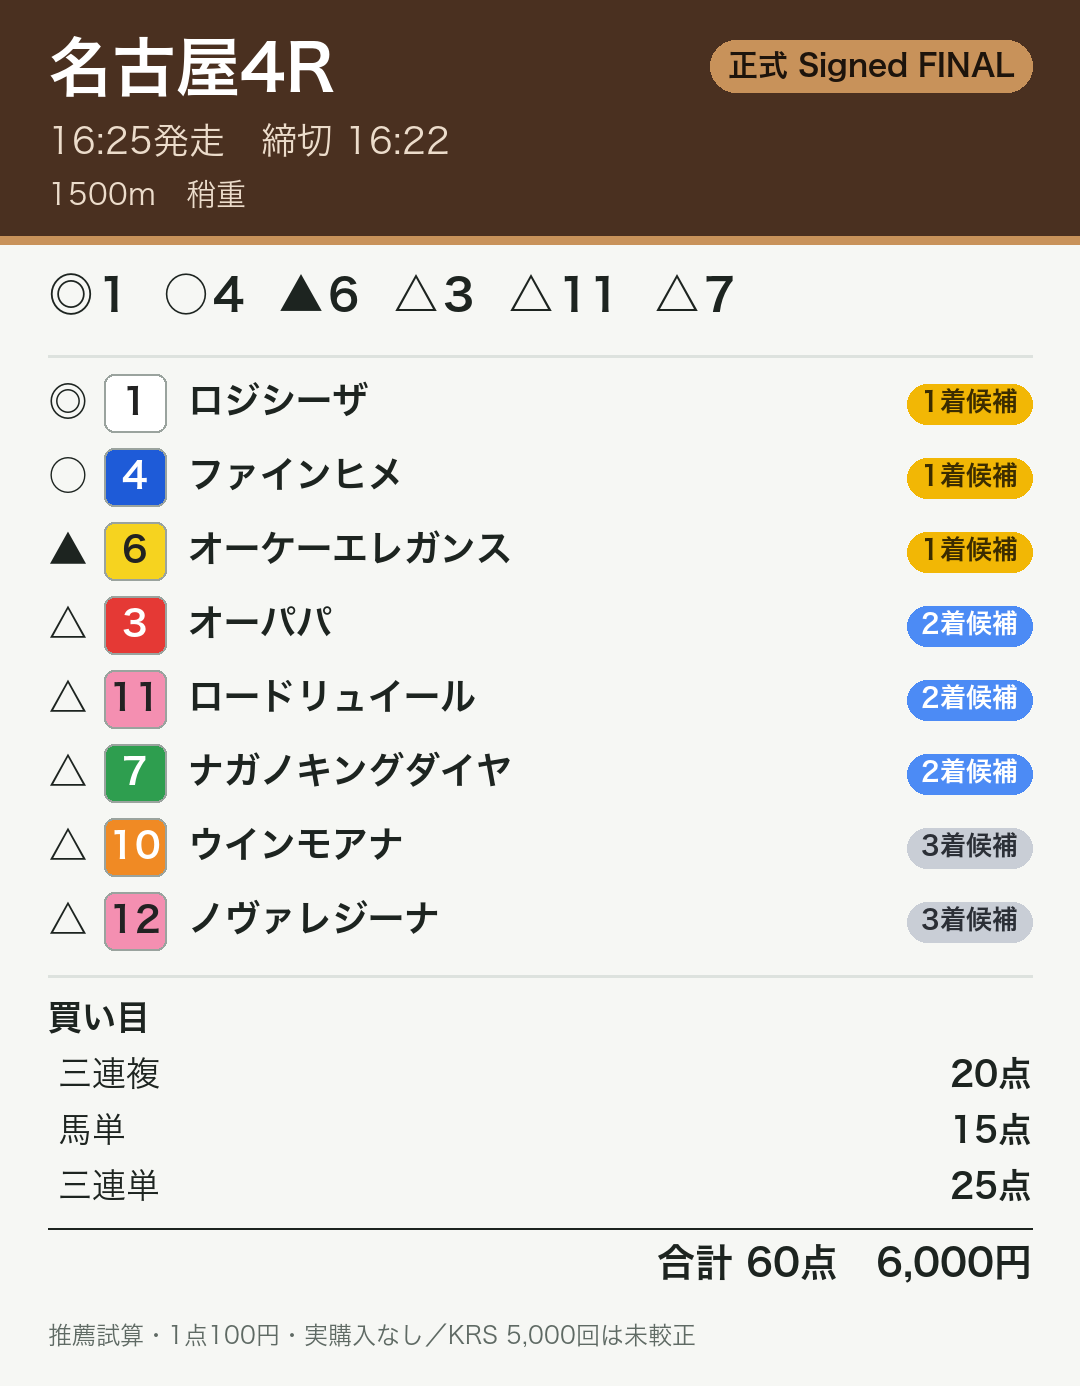 名古屋4R
正式 Signed FINAL
16:25発走　締切 16:22
1500m　稍重
◎1 ○4 ▲6 △3 △11 △7
◎ 1 ロジシーザ 1着候補
○ 4 ファインヒメ 1着候補
▲ 6 オーケーエレガンス 1着候補
△ 3 オーパパ 2着候補
△ 11 ロードリュイール 2着候補
△ 7 ナガノキングダイヤ 2着候補
△ 10 ウインモアナ 3着候補
△ 12 ノヴァレジーナ 3着候補
買い目
三連複 20点
馬単 15点
三連単 25点
合計 60点　6,000円
推薦試算・1点100円・実購入なし／KRS 5,000回は未較正